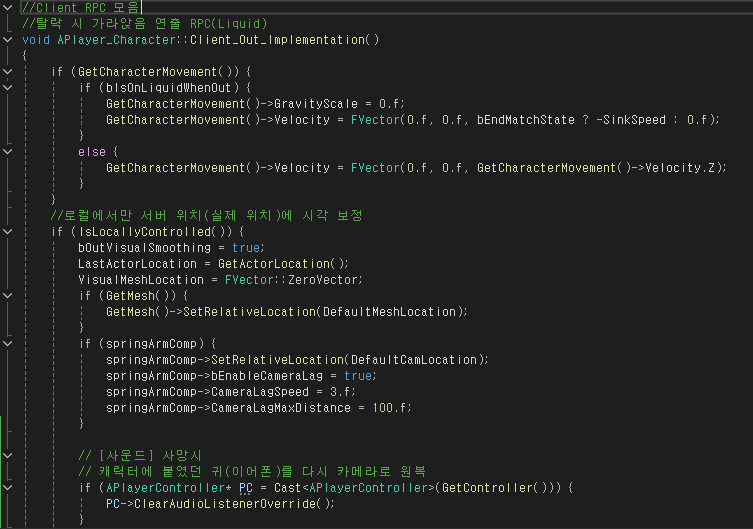 //Client RPC 모음
//탈락 시 가라앉음 연출 RPC(Liquid)
void APlayer_Character::Client_Out_Implementation()
{
if (GetCharacterMovement()) {
if (bIsOnLiquidWhenOut) {
GetCharacterMovement()->GravityScale = 0.f;
GetCharacterMovement()->Velocity = FVector(0.f, 0.f, bEndMatchState ? -SinkSpeed : 0.f);
}
else {
GetCharacterMovement()->Velocity = FVector(0.f, 0.f, GetCharacterMovement()->Velocity.Z);
}
}
//로컬에서만 서버 위치(실제 위치)에 시각 보정
if (IsLocallyControlled()) {
bOutVisualSmoothing = true;
LastActorLocation = GetActorLocation();
VisualMeshLocation = FVector::ZeroVector;
if (GetMesh()) {
GetMesh()->SetRelativeLocation(DefaultMeshLocation);
}
if (springArmComp) {
springArmComp->SetRelativeLocation(DefaultCamLocation);
springArmComp->bEnableCameraLag = true;
springArmComp->CameraLagSpeed = 3.f;
springArmComp->CameraLagMaxDistance = 100.f;
}
// [사운드] 사망시
// 캐릭터에 붙였던 귀(이어폰)를 다시 카메라로 원복
if (APlayerController* PC = Cast<APlayerController>(GetController())) {
PC->ClearAudioListenerOverride();
}